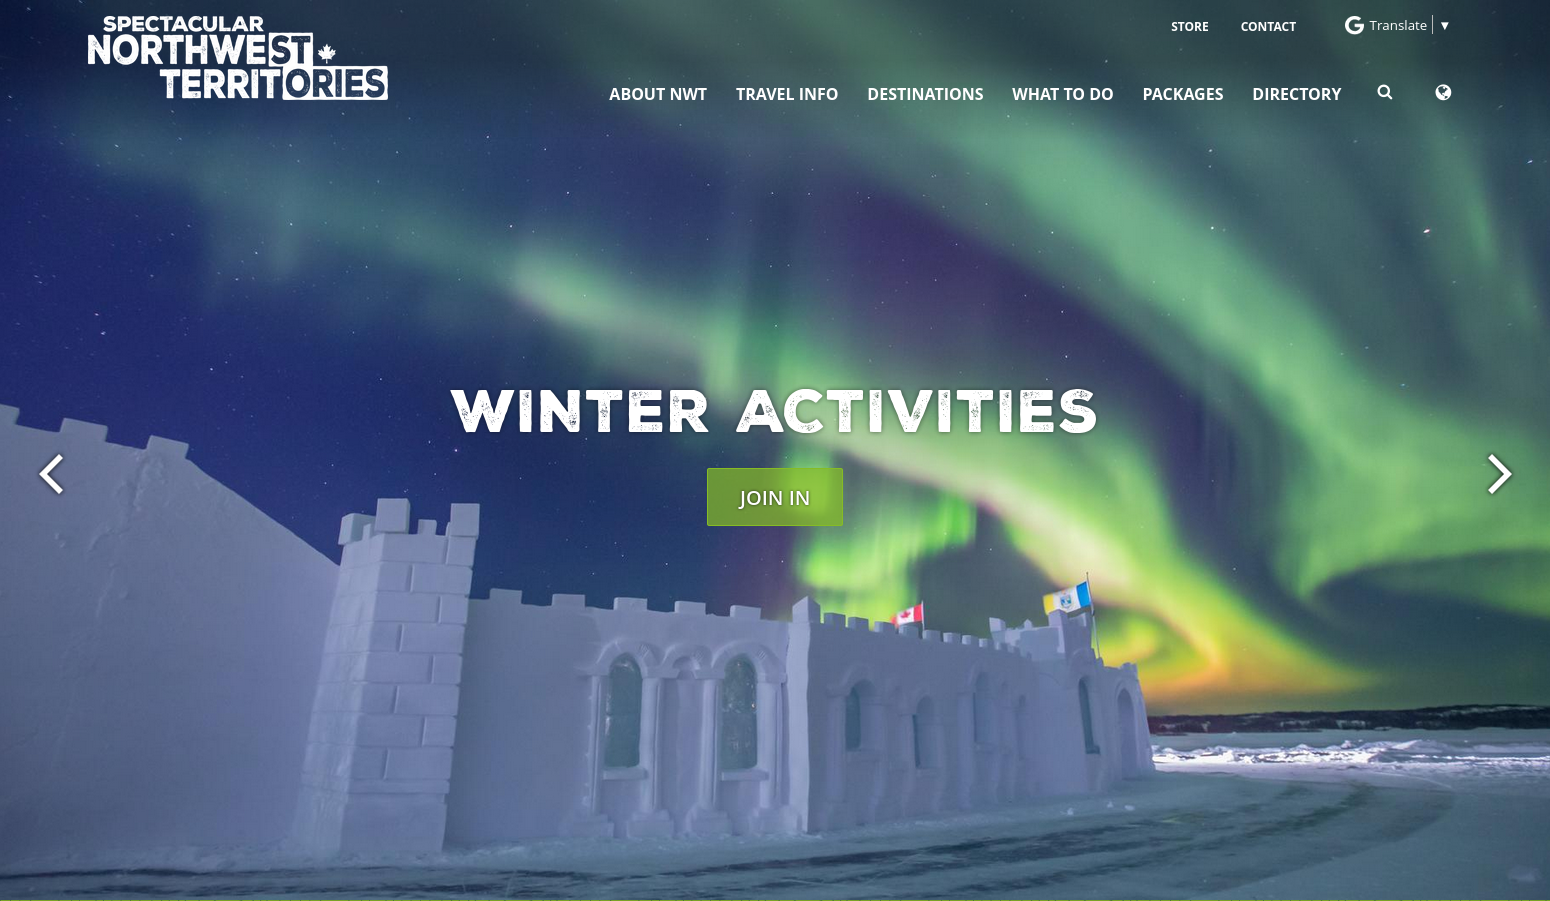 SPECTACULAR
NORTHWEST
TERRITORIES
STORE CONTACT Translate ▼
ABOUT NWT TRAVEL INFO DESTINATIONS WHAT TO DO PACKAGES DIRECTORY
WINTER ACTIVITIES
JOIN IN